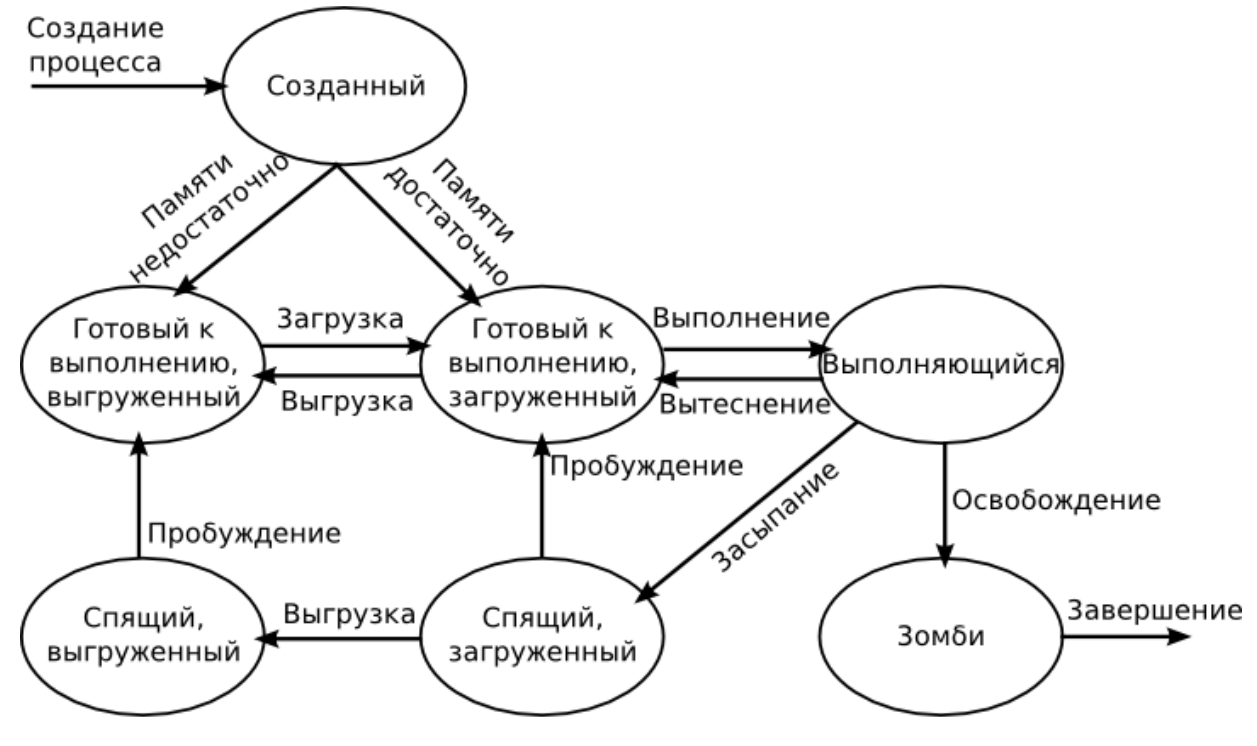 Создание
процесса
Созданный
Памяти
недостаточно
Памяти
достаточно
Готовый к
выполнению,
выгруженный
Загрузка
Выгрузка
Готовый к
выполнению,
загруженный
Выполнение
Вытеснение
Выполняющийся
Пробуждение
Пробуждение
Засыпание
Освобождение
Спящий,
выгруженный
Выгрузка
Спящий,
загруженный
Зомби
Завершение